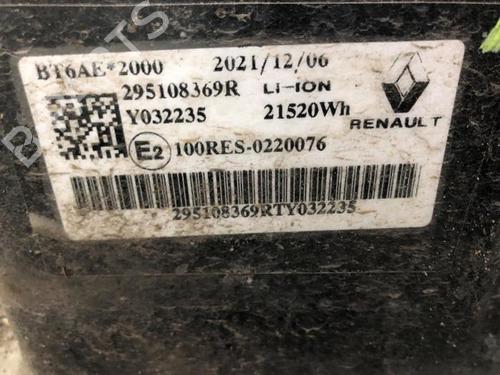 BT6AE*2000 2021/12/06
295108369R LI-ION
Y032235 21520Wh
RENAULT
E2 100RES-0220076
295108369RTY032235